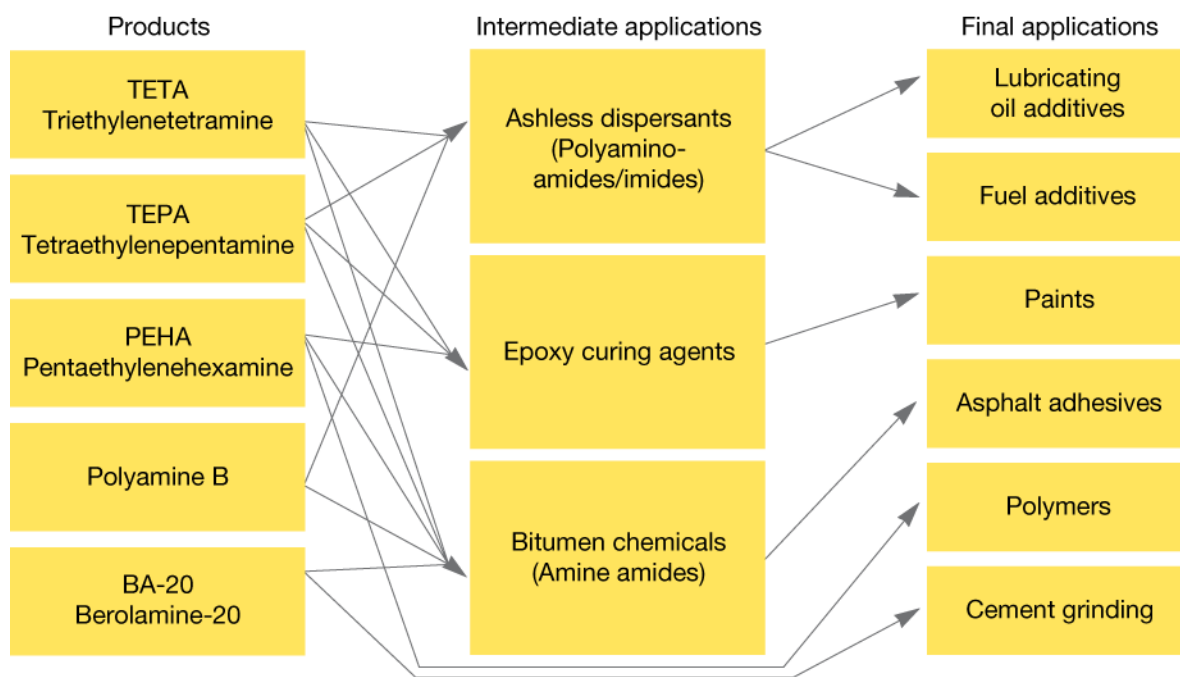 Products
TETA
Triethylenetetramine
TEPA
Tetraethylenepentamine
PEHA
Pentaethylenehexamine
Polyamine B
BA-20
Berolamine-20
Intermediate applications
Ashless dispersants
(Polyamino-
amides/imides)
Epoxy curing agents
Bitumen chemicals
(Amine amides)
Final applications
Lubricating
oil additives
Fuel additives
Paints
Asphalt adhesives
Polymers
Cement grinding